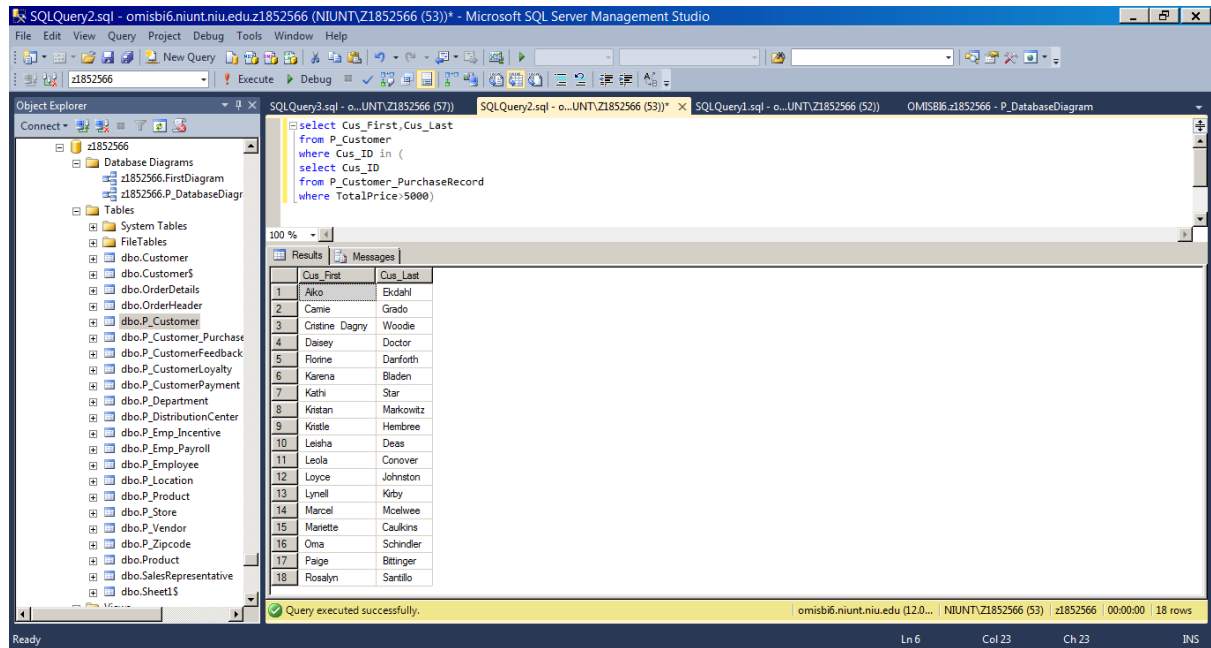 SQLQuery2.sql - omisbi6.niunt.niu.edu.z1852566 (NIUNT\Z1852566 (53))* - Microsoft SQL Server Management Studio
File Edit View Query Project Debug Tools Window Help
New Query
z1852566 Execute Debug
Object Explorer
SQLQuery3.sql - o...UNT\Z1852566 (57)) SQLQuery2.sql - o...UNT\Z1852566 (53))* SQLQuery1.sql - o...UNT\Z1852566 (52)) OMISBI6.z1852566 - P_DatabaseDiagram
Connect
z1852566
Database Diagrams
z1852566.FirstDiagram
z1852566.P_DatabaseDiagr
Tables
System Tables
FileTables
dbo.Customer
dbo.Customer$
dbo.OrderDetails
dbo.OrderHeader
dbo.P_Customer
dbo.P_Customer_Purchase
dbo.P_CustomerFeedback
dbo.P_CustomerLoyalty
dbo.P_CustomerPayment
dbo.P_Department
dbo.P_DistributionCenter
dbo.P_Emp_Incentive
dbo.P_Emp_Payroll
dbo.P_Employee
dbo.P_Location
dbo.P_Product
dbo.P_Store
dbo.P_Vendor
dbo.P_Zipcode
dbo.Product
dbo.SalesRepresentative
dbo.Sheet1$
select Cus_First,Cus_Last
from P_Customer
where Cus_ID in (
select Cus_ID
from P_Customer_PurchaseRecord
where TotalPrice>5000)
100 %
Results Messages
Cus_First Cus_Last
1 Aiko Ekdahl
2 Camie Grado
3 Cristine Dagny Woodie
4 Daisey Doctor
5 Florine Danforth
6 Karena Bladen
7 Kathi Star
8 Kristan Markowitz
9 Kristle Hembree
10 Leisha Deas
11 Leola Conover
12 Loyce Johnston
13 Lynell Kirby
14 Marcel Mcelwee
15 Mariette Caulkins
16 Oma Schindler
17 Paige Bittinger
18 Rosalyn Santillo
Query executed successfully. omisbi6.niunt.niu.edu (12.0... NIUNT\Z1852566 (53) z1852566 00:00:00 18 rows
Ready Ln 6 Col 23 Ch 23 INS